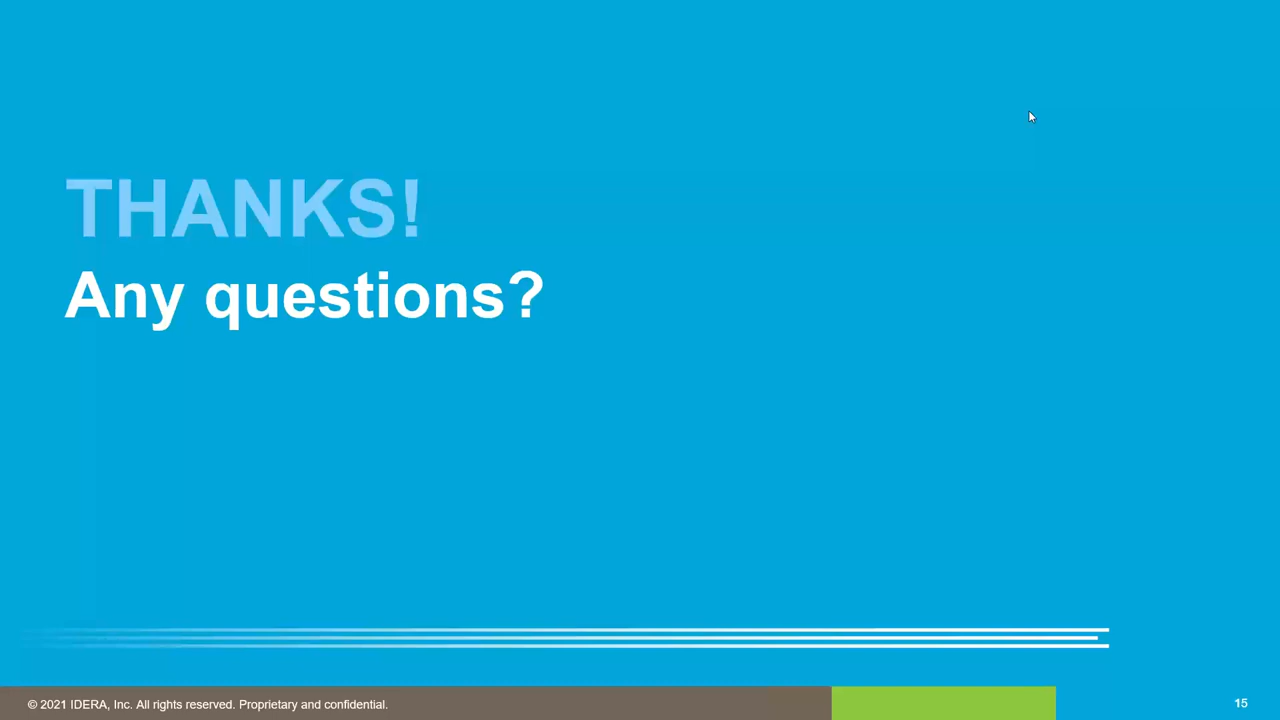 THANKS!
Any questions?
© 2021 IDERA, Inc. All rights reserved. Proprietary and confidential.
15